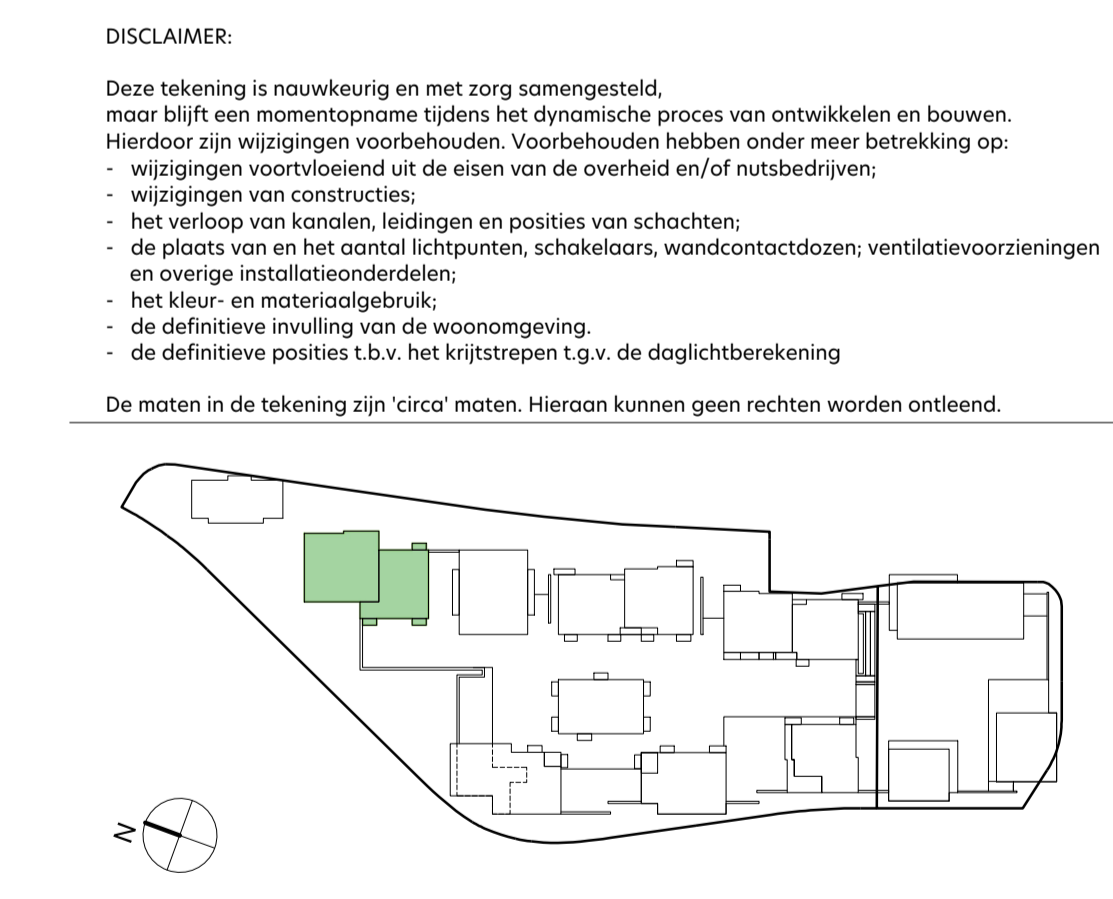 DISCLAIMER:
Deze tekening is nauwkeurig en met zorg samengesteld,
maar blijft een momentopname tijdens het dynamische proces van ontwikkelen en bouwen.
Hierdoor zijn wijzigingen voorbehouden. Voorbehouden hebben onder meer betrekking op:
- wijzigingen voortvloeiend uit de eisen van de overheid en/of nutsbedrijven;
- wijzigingen van constructies;
- het verloop van kanalen, leidingen en posities van schachten;
- de plaats van en het aantal lichtpunten, schakelaars, wandcontactdozen; ventilatievoorzieningen
en overige installatieonderdelen;
- het kleur- en materiaalgebruik;
- de definitieve invulling van de woonomgeving.
- de definitieve posities t.b.v. het krijtstrepen t.g.v. de daglichtberekening
De maten in de tekening zijn 'circa' maten. Hieraan kunnen geen rechten worden ontleend.
N